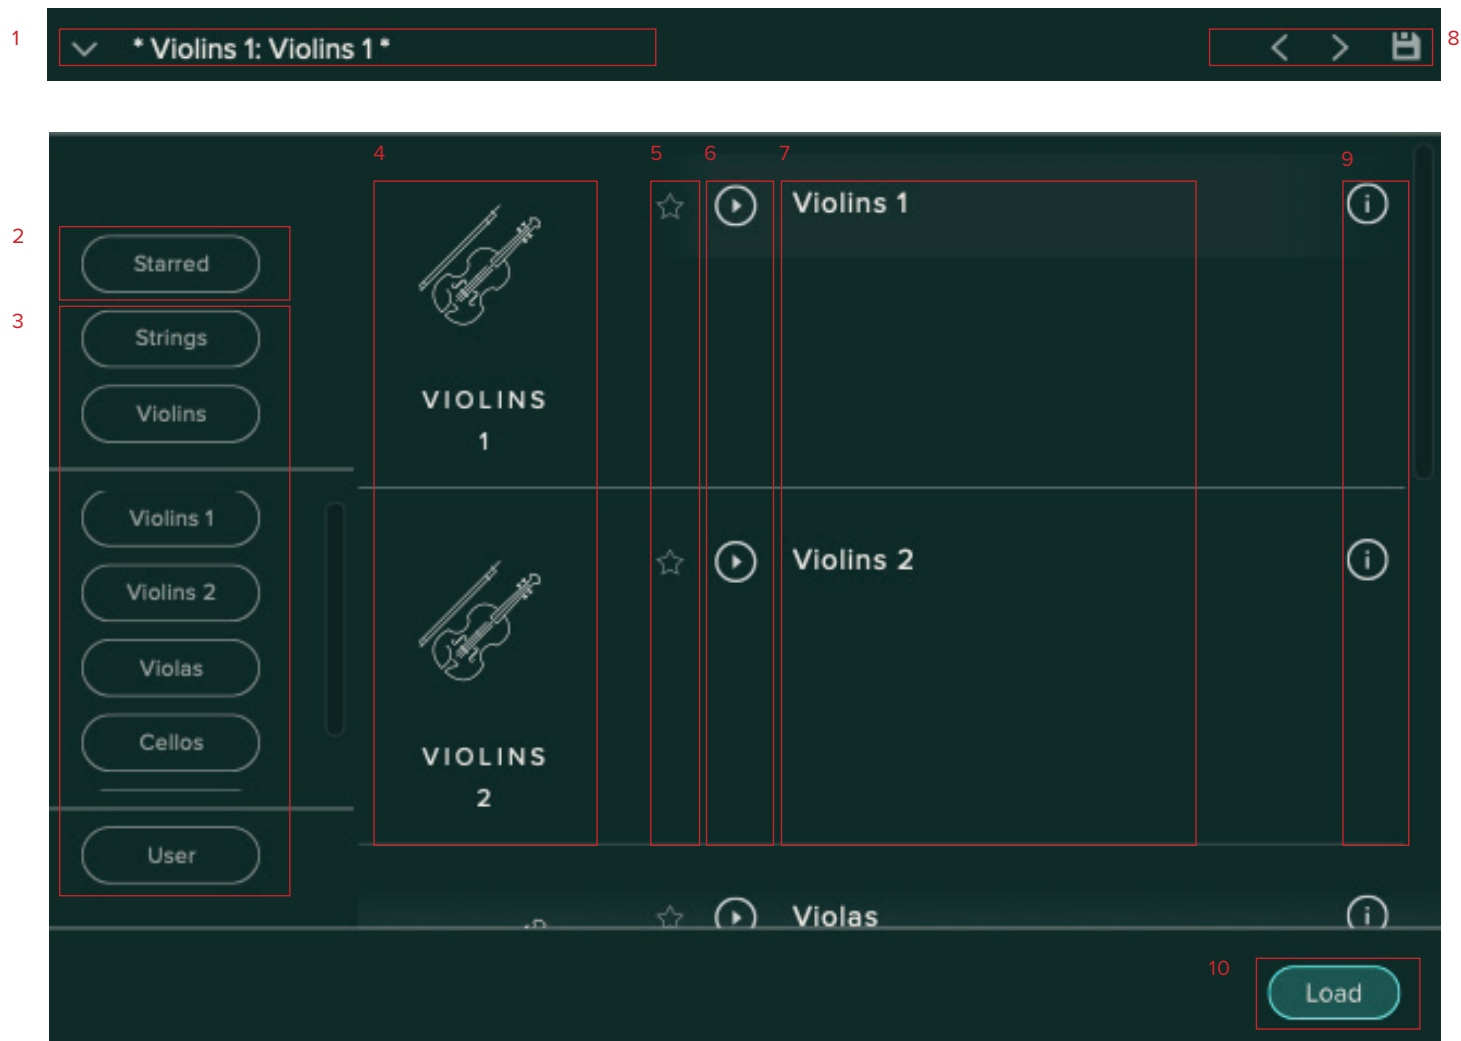 1
* Violins 1: Violins 1 *
8
4
5
6
7
9
Violins 1
2
Starred
3
Strings
VIOLINS
1
Violins
Violins 1
Violins 2
Violins 2
Violas
Cellos
VIOLINS
2
User
Violas
10
Load